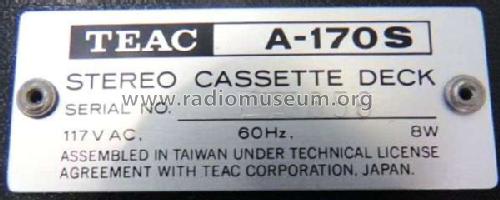 TEAC A-170S
STEREO CASSETTE DECK
SERIAL NO.
www.radiomuseum.org
117V AC. 60Hz. 8W
ASSEMBLED IN TAIWAN UNDER TECHNICAL LICENSE
AGREEMENT WITH TEAC CORPORATION, JAPAN.